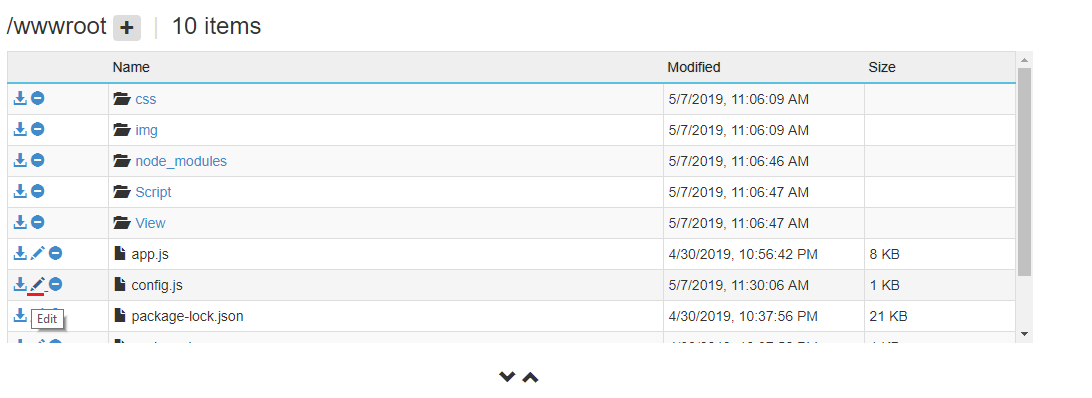 /wwwroot + | 10 items
Name Modified Size
css 5/7/2019, 11:06:09 AM
img 5/7/2019, 11:06:09 AM
node_modules 5/7/2019, 11:06:46 AM
Script 5/7/2019, 11:06:47 AM
View 5/7/2019, 11:06:47 AM
app.js 4/30/2019, 10:56:42 PM 8 KB
config.js 5/7/2019, 11:30:06 AM 1 KB
package-lock.json 4/30/2019, 10:37:56 PM 21 KB
Edit